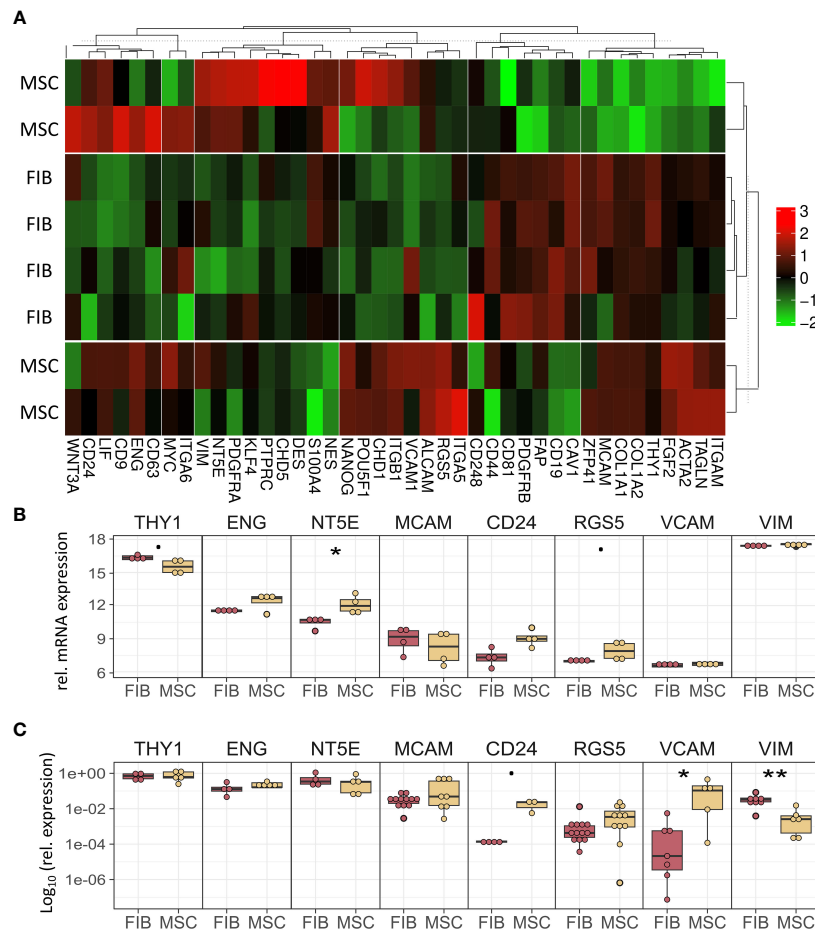 A
MSC
MSC
FIB
FIB
FIB
FIB
MSC
MSC
3
2
1
0
−1
−2
WNT3A CD24 LIF CD9 ENG CD63 MYC ITGA6 VIM NT5E PDGFRA KLF4 PTPRC CHD5 DES S100A4 NES NANOG POU5F1 CHD1 ITGB1 VCAM1 ALCAM RGS5 ITGA5 CD248 CD44 CD81 PDGFRB FAP CD19 CAV1 ZFP41 MCAM COL1A1 COL1A2 THY1 FGF2 ACTA2 TAGLN ITGAM
B
THY1 ENG NT5E MCAM CD24 RGS5 VCAM VIM
rel. mRNA expression
18
15
12
9
6
*
FIB MSC FIB MSC FIB MSC FIB MSC FIB MSC FIB MSC FIB MSC FIB MSC
C
THY1 ENG NT5E MCAM CD24 RGS5 VCAM VIM
Log10 (rel. expression)
1e+00
1e-02
1e-04
1e-06
* **
FIB MSC FIB MSC FIB MSC FIB MSC FIB MSC FIB MSC FIB MSC FIB MSC